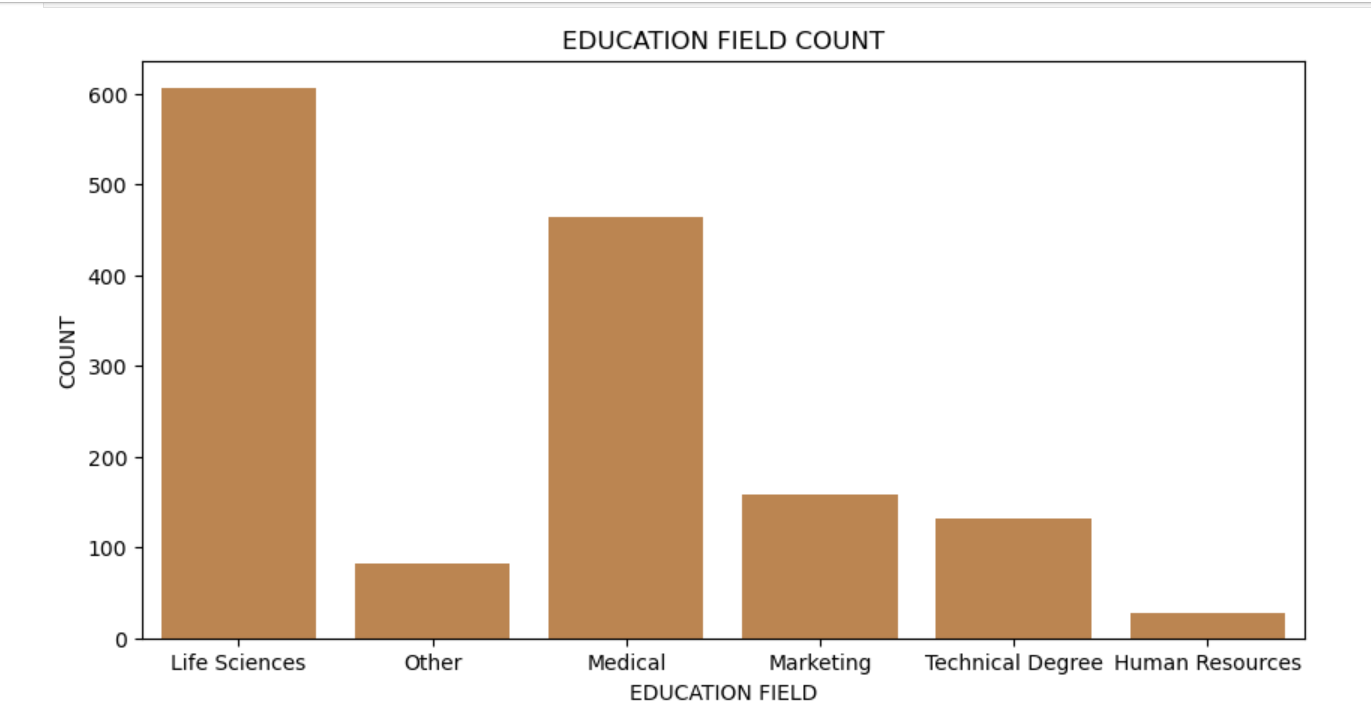 EDUCATION FIELD COUNT
600
500
400
300
200
100
0
COUNT
Life Sciences Other Medical Marketing Technical Degree Human Resources
EDUCATION FIELD